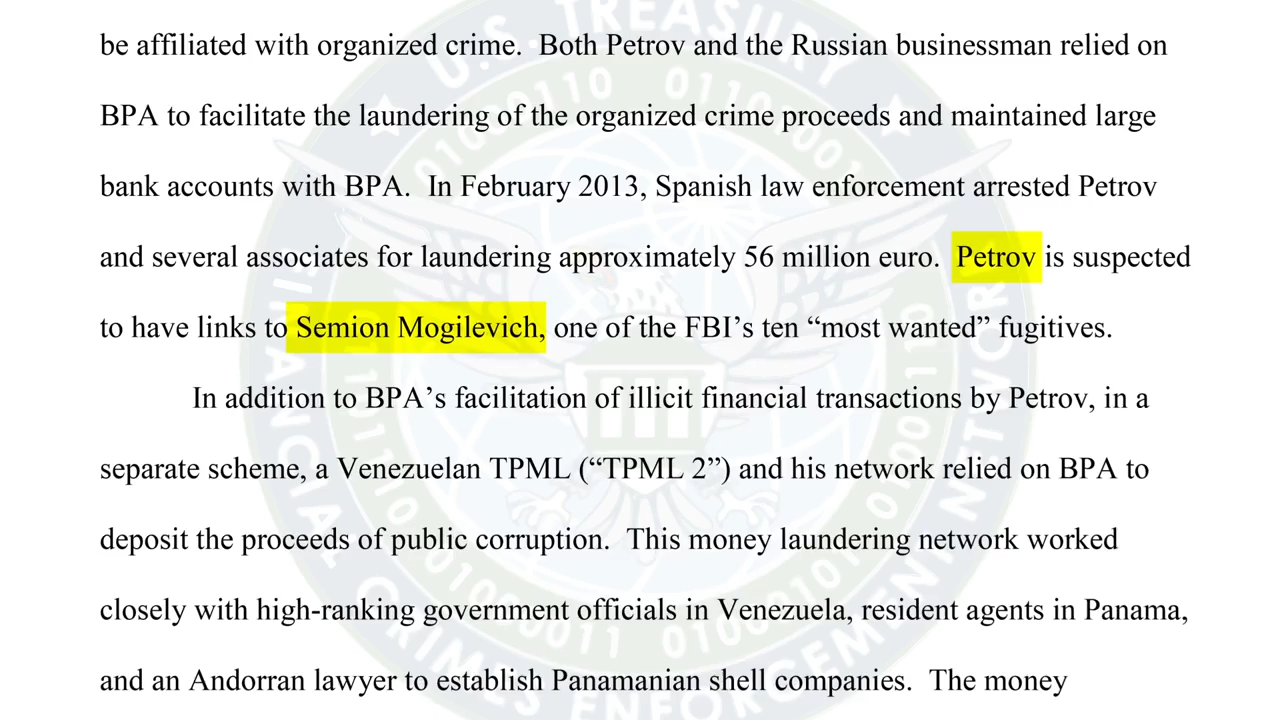 be affiliated with organized crime.  Both Petrov and the Russian businessman relied on
BPA to facilitate the laundering of the organized crime proceeds and maintained large
bank accounts with BPA.  In February 2013, Spanish law enforcement arrested Petrov
and several associates for laundering approximately 56 million euro.  Petrov is suspected
to have links to Semion Mogilevich, one of the FBI’s ten “most wanted” fugitives.
In addition to BPA’s facilitation of illicit financial transactions by Petrov, in a
separate scheme, a Venezuelan TPML (“TPML 2”) and his network relied on BPA to
deposit the proceeds of public corruption.  This money laundering network worked
closely with high-ranking government officials in Venezuela, resident agents in Panama,
and an Andorran lawyer to establish Panamanian shell companies.  The money
U.S. TREASURY
FINANCIAL CRIMES ENFORCEMENT NETWORK